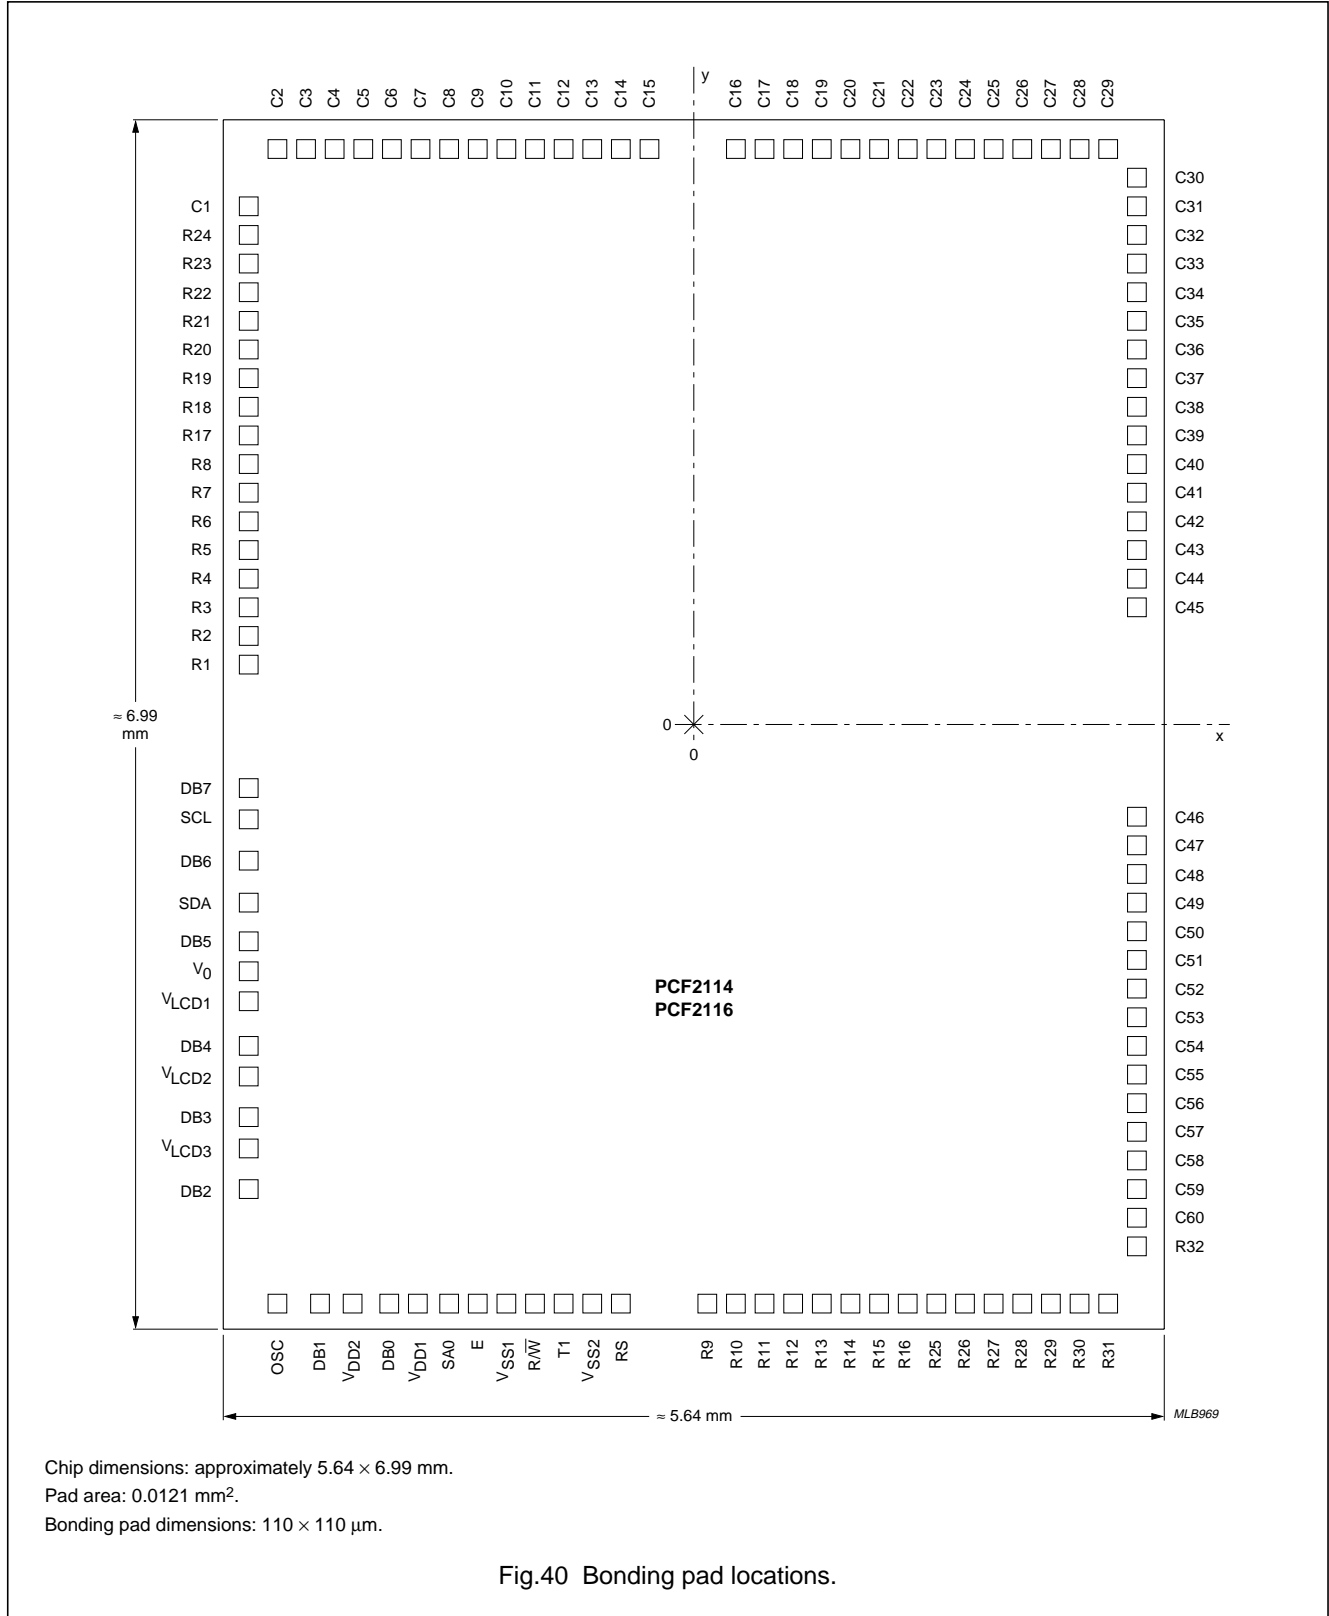 C2 C3 C4 C5 C6 C7 C8 C9 C10 C11 C12 C13 C14 C15 y C16 C17 C18 C19 C20 C21 C22 C23 C24 C25 C26 C27 C28 C29
C30
C1 C31
R24 C32
R23 C33
R22 C34
R21 C35
R20 C36
R19 C37
R18 C38
R17 C39
R8 C40
R7 C41
R6 C42
R5 C43
R4 C44
R3 C45
R2
R1
≈ 6.99
mm
0
x
0
DB7
SCL C46
C47
DB6
C48
SDA C49
DB5 C50
V0 C51
PCF2114 C52
VLCD1
PCF2116 C53
DB4 C54
VLCD2 C55
C56
DB3
C57
VLCD3 C58
DB2 C59
C60
R32
OSC DB1 VDD2 DB0 VDD1 SA0 E VSS1 R/W̅ T1 VSS2 RS R9 R10 R11 R12 R13 R14 R15 R16 R25 R26 R27 R28 R29 R30 R31
≈ 5.64 mm
MLB969
Chip dimensions: approximately 5.64 × 6.99 mm.
Pad area: 0.0121 mm².
Bonding pad dimensions: 110 × 110 μm.
Fig.40 Bonding pad locations.